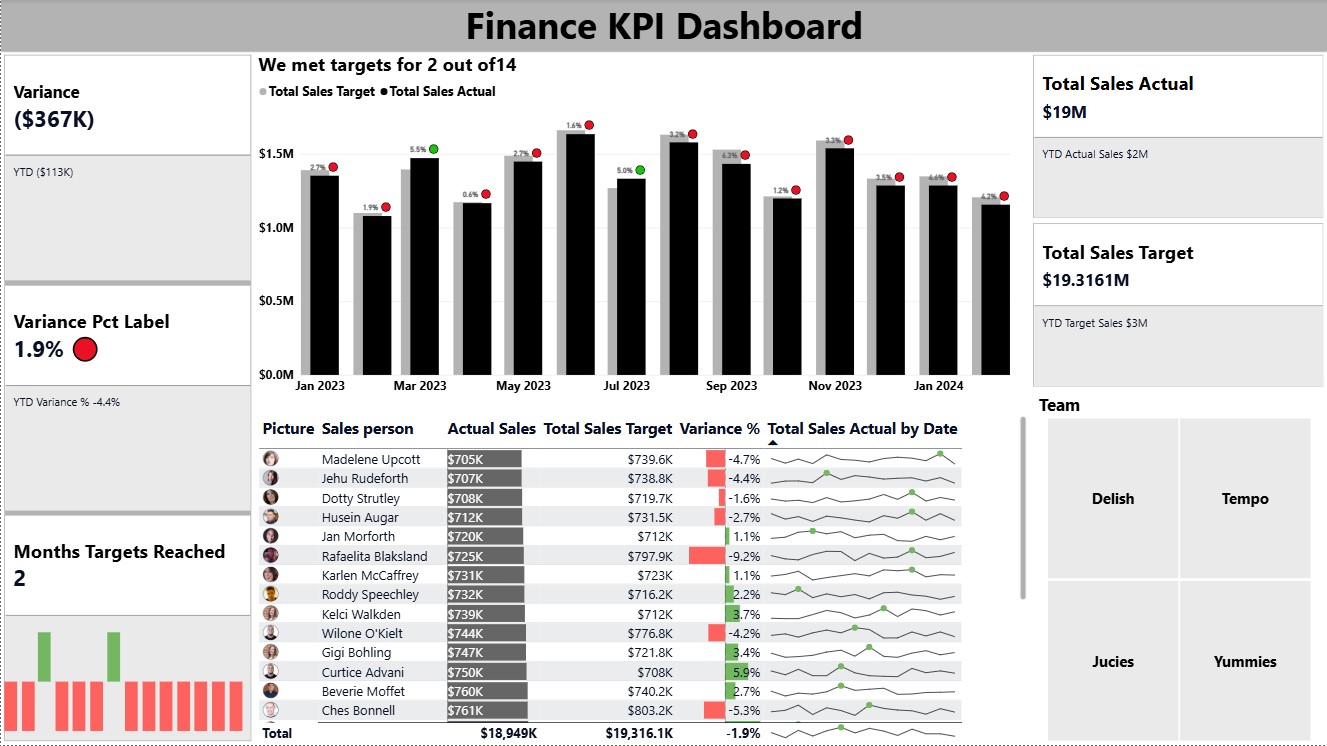 Finance KPI Dashboard
Variance
($367K)
YTD ($113K)
Variance Pct Label
1.9%
YTD Variance % -4.4%
Months Targets Reached
2
We met targets for 2 out of14
Total Sales Target Total Sales Actual
$1.5M
$1.0M
$0.5M
$0.0M
2.7% 1.9% 5.5% 0.6% 2.7% 1.6% 5.0% 3.2% 6.3% 1.2% 3.3% 3.5% 4.6% 4.2%
Jan 2023 Mar 2023 May 2023 Jul 2023 Sep 2023 Nov 2023 Jan 2024
Picture Sales person Actual Sales Total Sales Target Variance % Total Sales Actual by Date
Madelene Upcott $705K $739.6K -4.7%
Jehu Rudeforth $707K $738.8K -4.4%
Dotty Strutley $708K $719.7K -1.6%
Husein Augar $712K $731.5K -2.7%
Jan Morforth $720K $712K 1.1%
Rafaelita Blaksland $725K $797.9K -9.2%
Karlen McCaffrey $731K $723K 1.1%
Roddy Speechley $732K $716.2K 2.2%
Kelci Walkden $739K $712K 3.7%
Wilone O'Kielt $744K $776.8K -4.2%
Gigi Bohling $747K $721.8K 3.4%
Curtice Advani $750K $708K 5.9%
Beverie Moffet $760K $740.2K 2.7%
Ches Bonnell $761K $803.2K -5.3%
Total $18,949K $19,316.1K -1.9%
Total Sales Actual
$19M
YTD Actual Sales $2M
Total Sales Target
$19.3161M
YTD Target Sales $3M
Team
Delish Tempo
Jucies Yummies